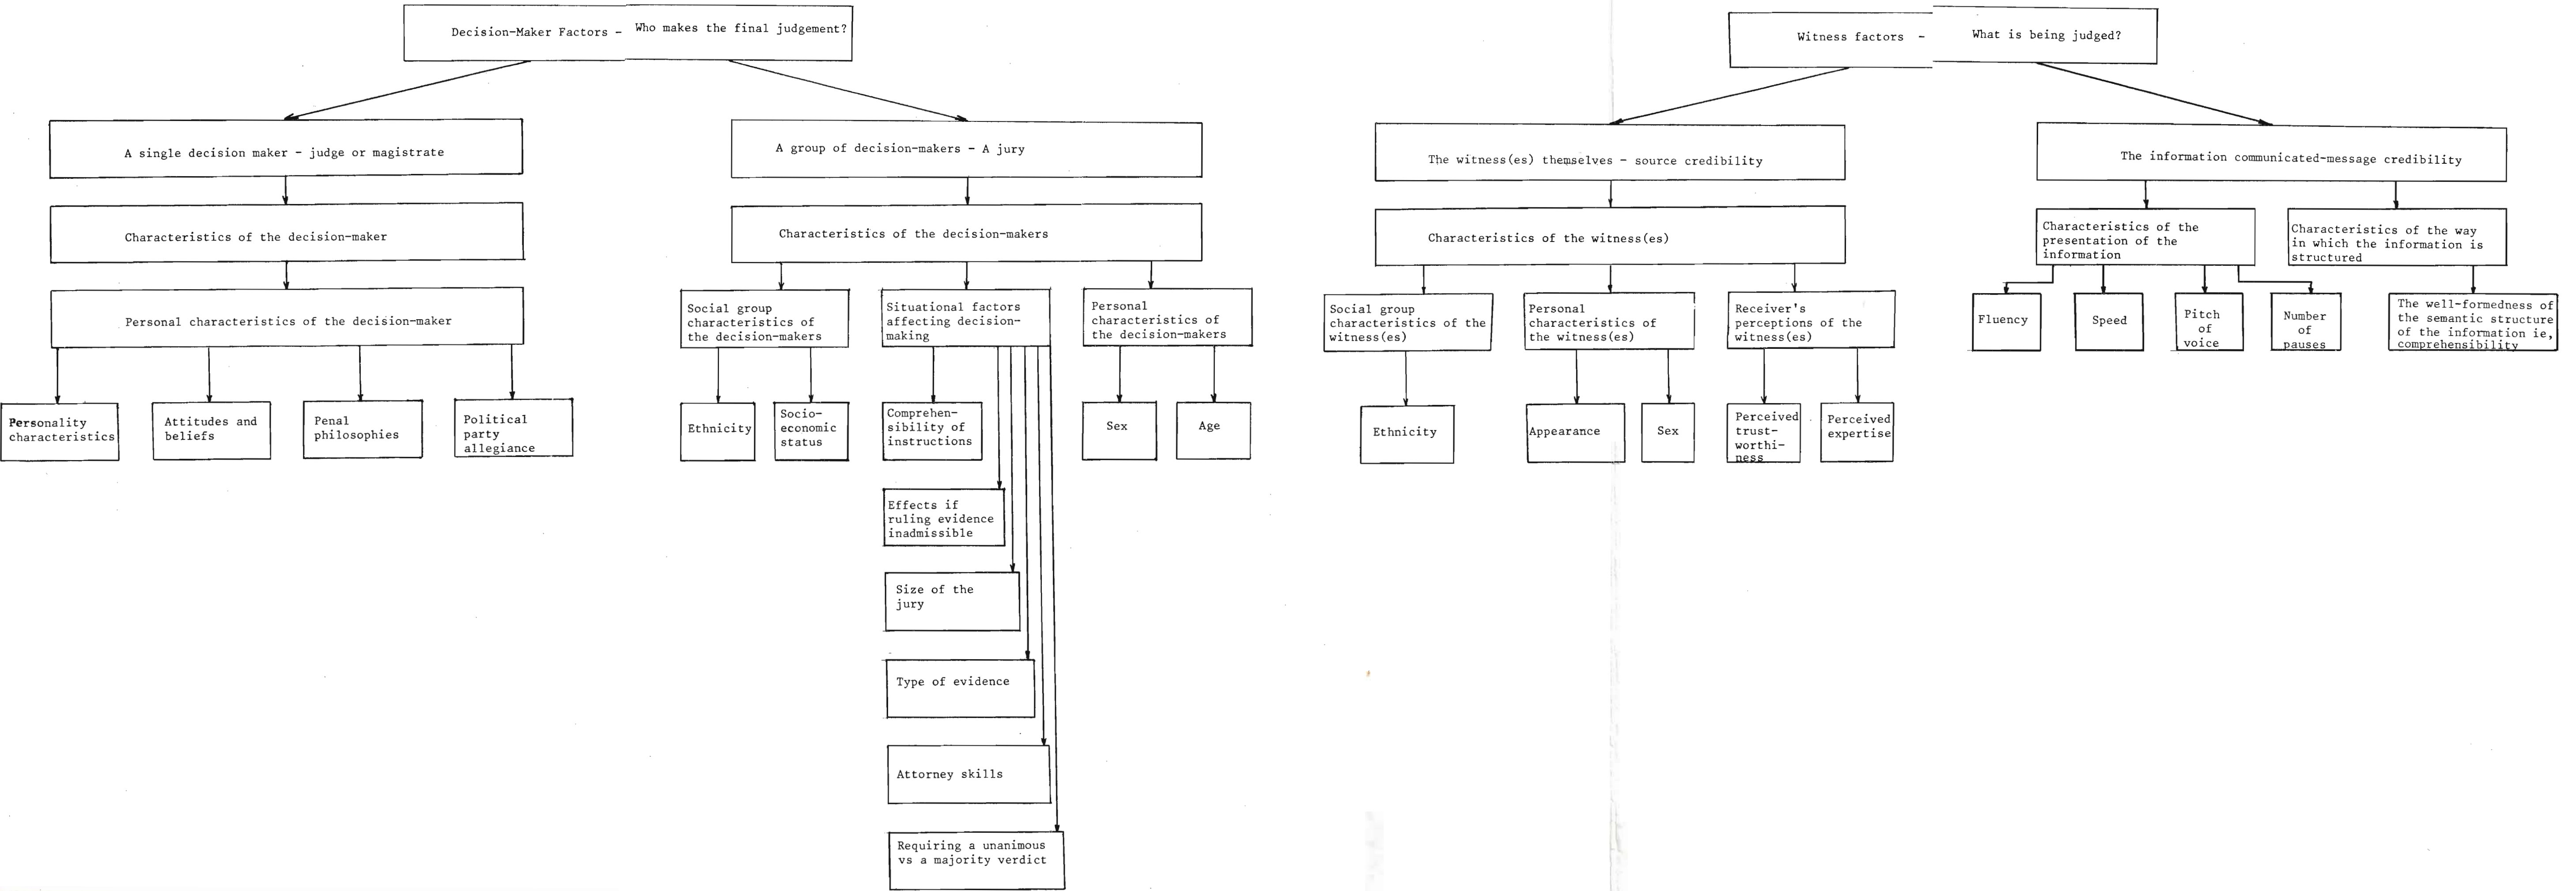 Decision-Maker Factors - Who makes the final judgement?
A single decision maker - judge or magistrate
Characteristics of the decision-maker
Personal characteristics of the decision-maker
Personality
characteristics
Attitudes and
beliefs
Penal
philosophies
Political
party
allegiance
A group of decision-makers - A jury
Characteristics of the decision-makers
Social group
characteristics of
the decision-makers
Situational factors
affecting decision-
making
Personal
characteristics of
the decision-makers
Ethnicity
Socio-
economic
status
Comprehen-
sibility of
instructions
Sex
Age
Effects if
ruling evidence
inadmissible
Size of the
jury
Type of evidence
Attorney skills
Requiring a unanimous
vs a majority verdict
Witness factors - What is being judged?
The witness(es) themselves - source credibility
Characteristics of the witness(es)
Social group
characteristics of the
witness(es)
Personal
characteristics of
the witness(es)
Receiver's
perceptions of the
witness(es)
Ethnicity
Appearance
Sex
Perceived
trust-
worthi-
ness
Perceived
expertise
The information communicated-message credibility
Characteristics of the
presentation of the
information
Characteristics of the way
in which the information is
structured
Fluency
Speed
Pitch
of
voice
Number
of
pauses
The well-formedness of
the semantic structure
of the information ie,
comprehensibility